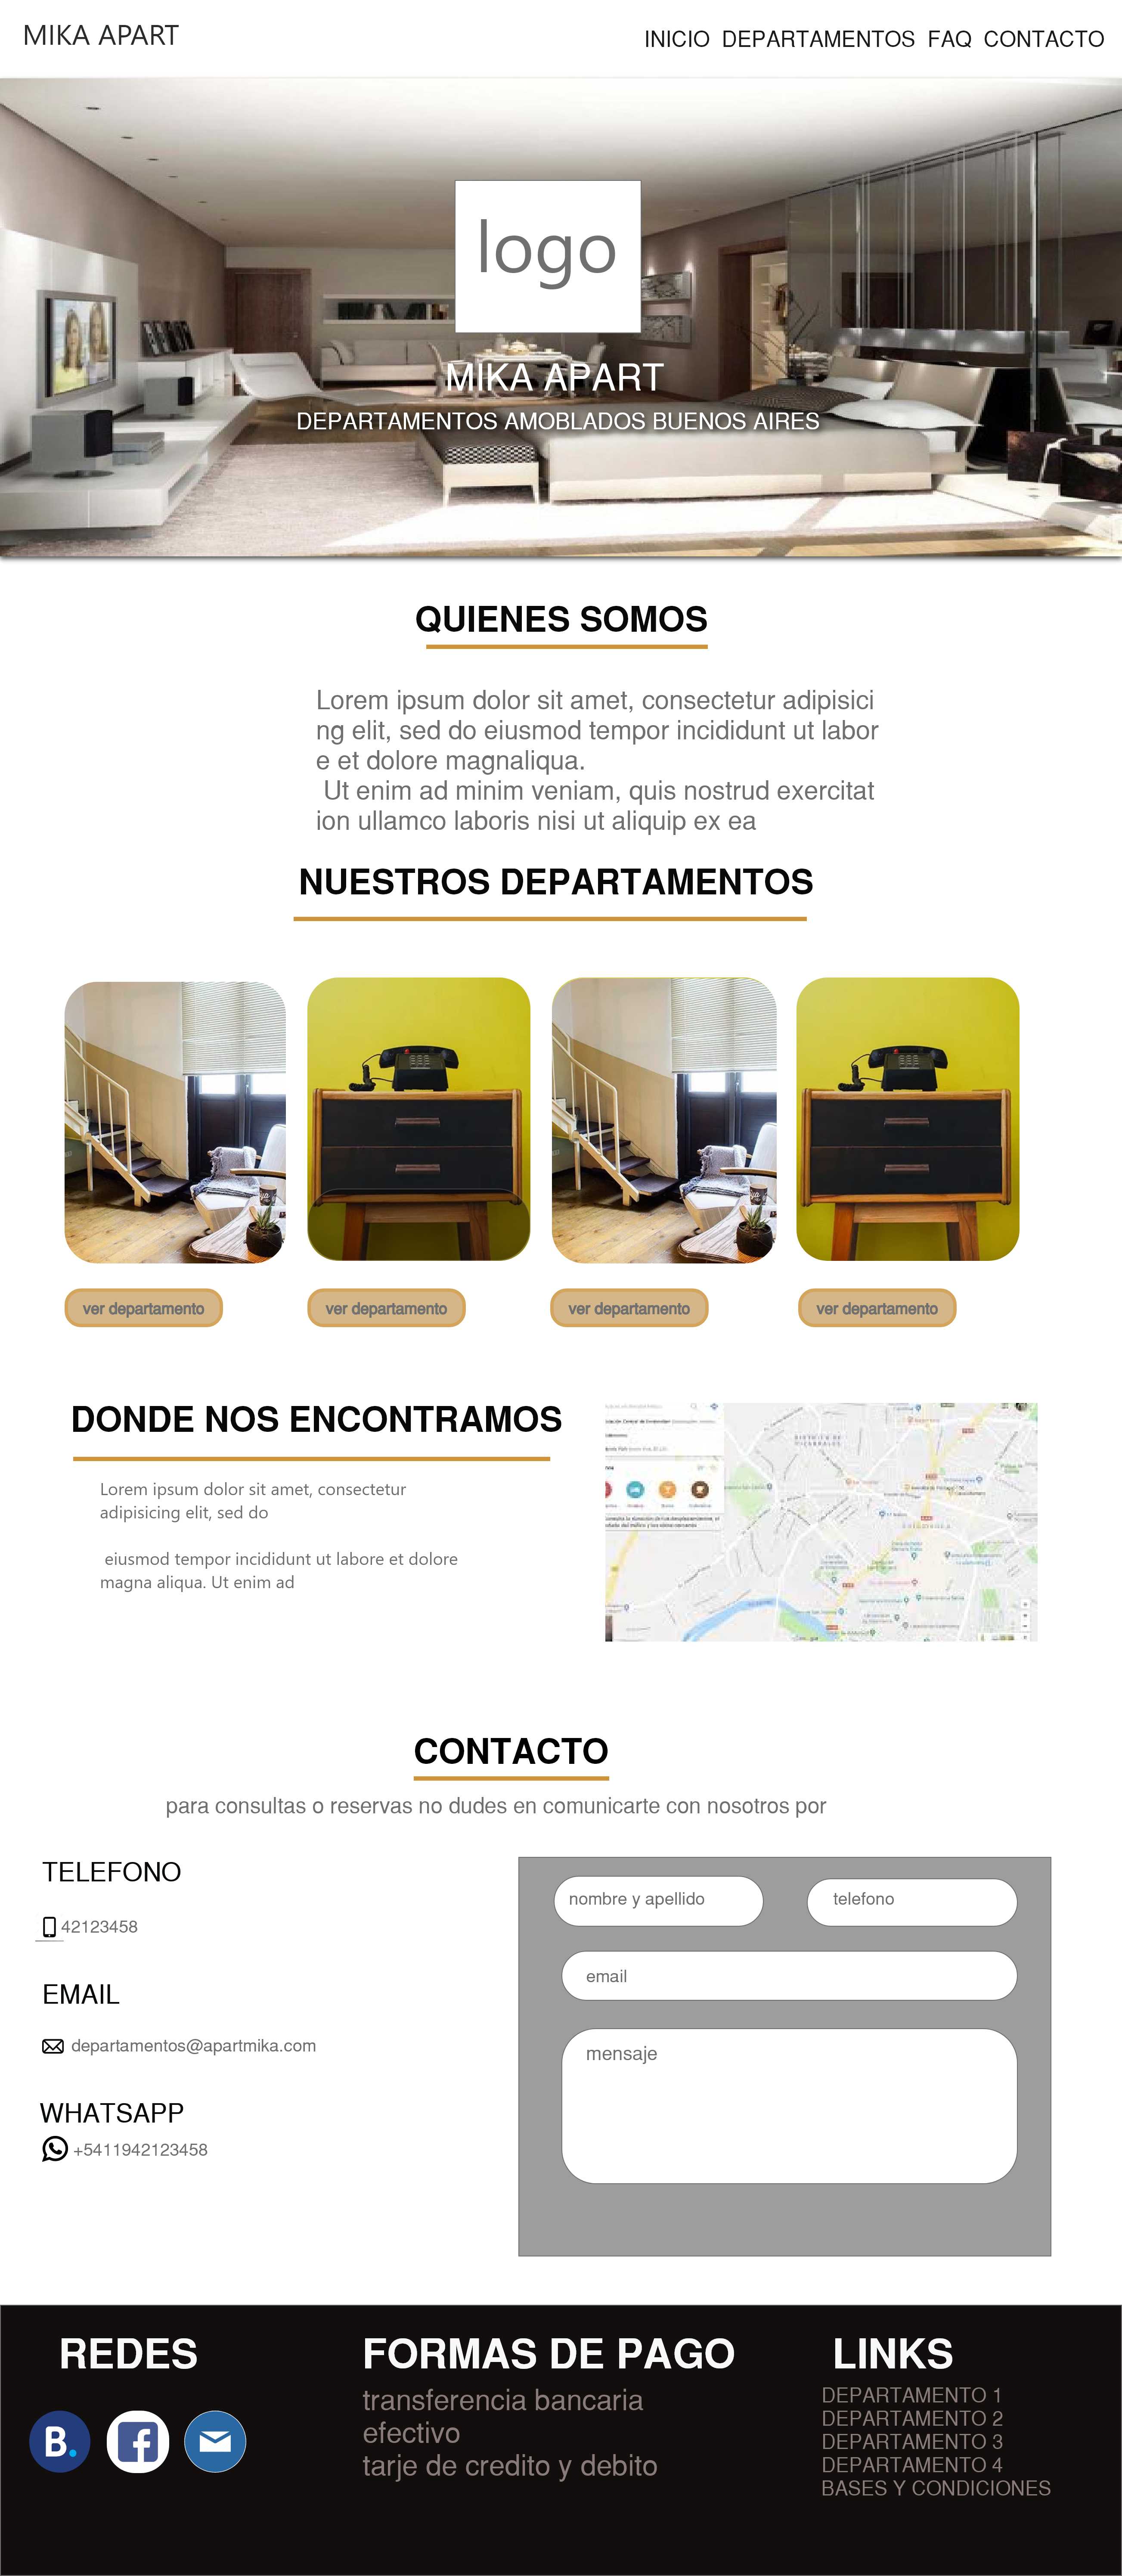 MIKA APART
INICIO DEPARTAMENTOS FAQ CONTACTO
logo
MIKA APART
DEPARTAMENTOS AMOBLADOS BUENOS AIRES
QUIENES SOMOS
Lorem ipsum dolor sit amet, consectetur adipisici
ng elit, sed do eiusmod tempor incididunt ut labor
e et dolore magnaliqua.
Ut enim ad minim veniam, quis nostrud exercitat
ion ullamco laboris nisi ut aliquip ex ea
NUESTROS DEPARTAMENTOS
ver departamento
ver departamento
ver departamento
ver departamento
DONDE NOS ENCONTRAMOS
Lorem ipsum dolor sit amet, consectetur
adipisicing elit, sed do
eiusmod tempor incididunt ut labore et dolore
magna aliqua. Ut enim ad
CONTACTO
para consultas o reservas no dudes en comunicarte con nosotros por
TELEFONO
42123458
EMAIL
departamentos@apartmika.com
WHATSAPP
+5411942123458
nombre y apellido
telefono
email
mensaje
REDES
B.
f
FORMAS DE PAGO
transferencia bancaria
efectivo
tarje de credito y debito
LINKS
DEPARTAMENTO 1
DEPARTAMENTO 2
DEPARTAMENTO 3
DEPARTAMENTO 4
BASES Y CONDICIONES